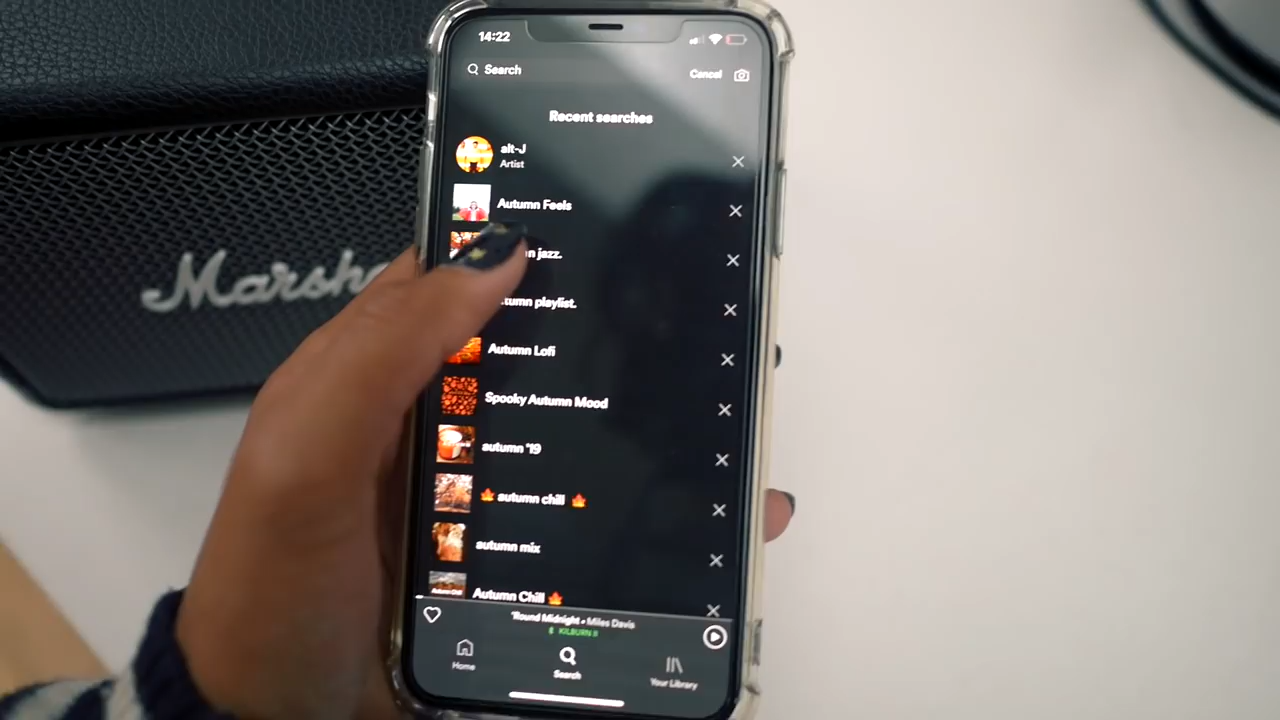 14:22
Search
Cancel
Recent searches
alt-J
Artist
Autumn Feels
jazz.
playlist.
Autumn Lofi
Spooky Autumn Mood
autumn '19
🍁 autumn chill 🍁
autumn mix
Autumn Chill 🍁
'Round Midnight • Miles Davis
KILBURN II
Home
Search
Your Library